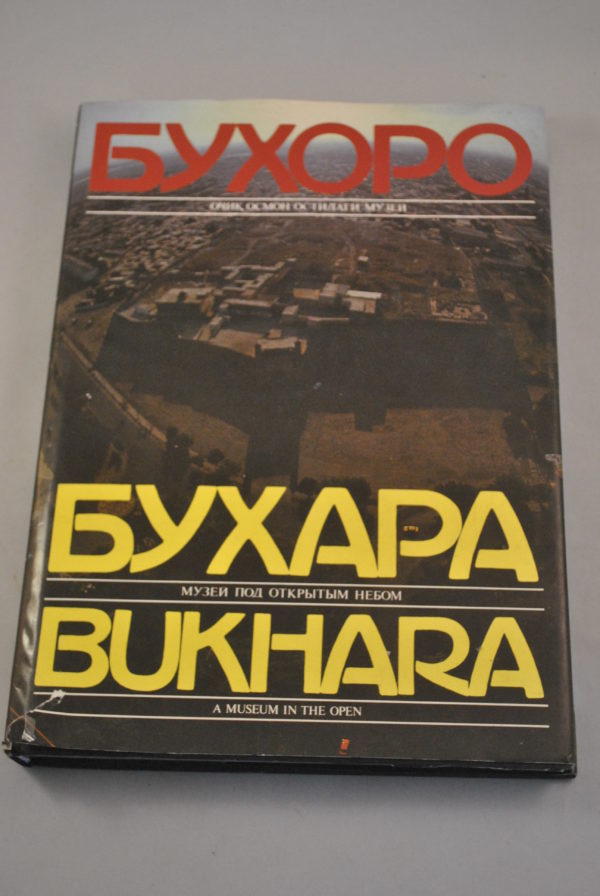 БУХОРО
ОЧИҚ ОСМОН ОСТИДАГИ МУЗЕЙ
БУХАРА
МУЗЕЙ ПОД ОТКРЫТЫМ НЕБОМ
BUKHARA
A MUSEUM IN THE OPEN